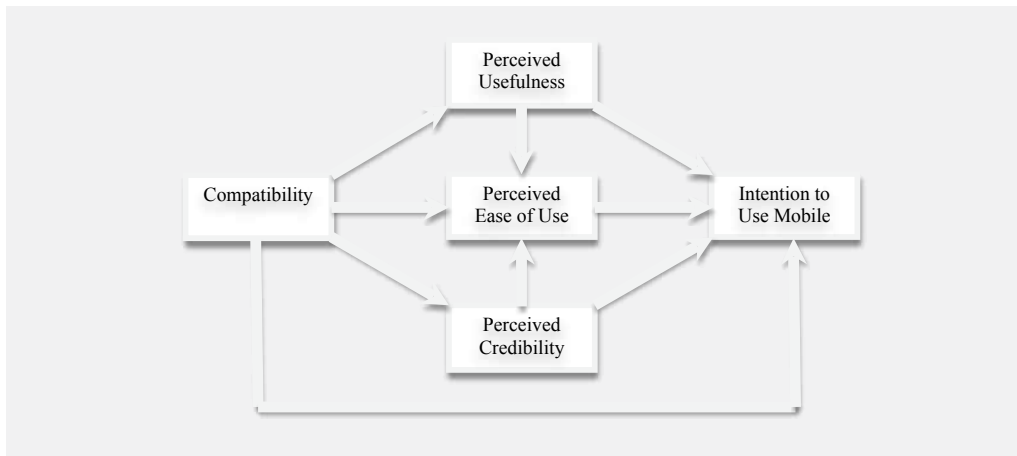 Perceived
Usefulness
Compatibility
Perceived
Ease of Use
Intention to
Use Mobile
Perceived
Credibility